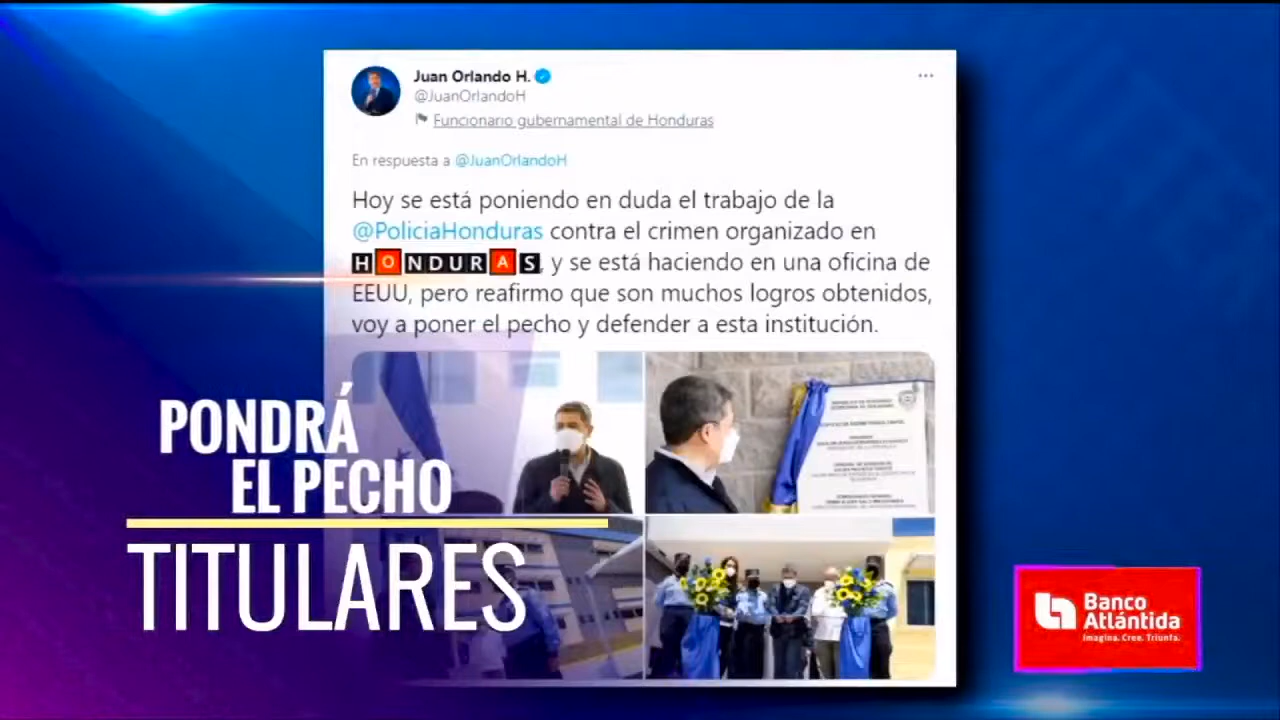 Juan Orlando H.
@JuanOrlandoH
Funcionario gubernamental de Honduras
En respuesta a @JuanOrlandoH
Hoy se está poniendo en duda el trabajo de la
@PoliciaHonduras contra el crimen organizado en
HONDURAS, y se está haciendo en una oficina de
EEUU, pero reafirmo que son muchos logros obtenidos,
voy a poner el pecho y defender a esta institución.
PONDRÁ
EL PECHO
TITULARES
Banco
Atlántida
Imagina. Cree. Triunfa.